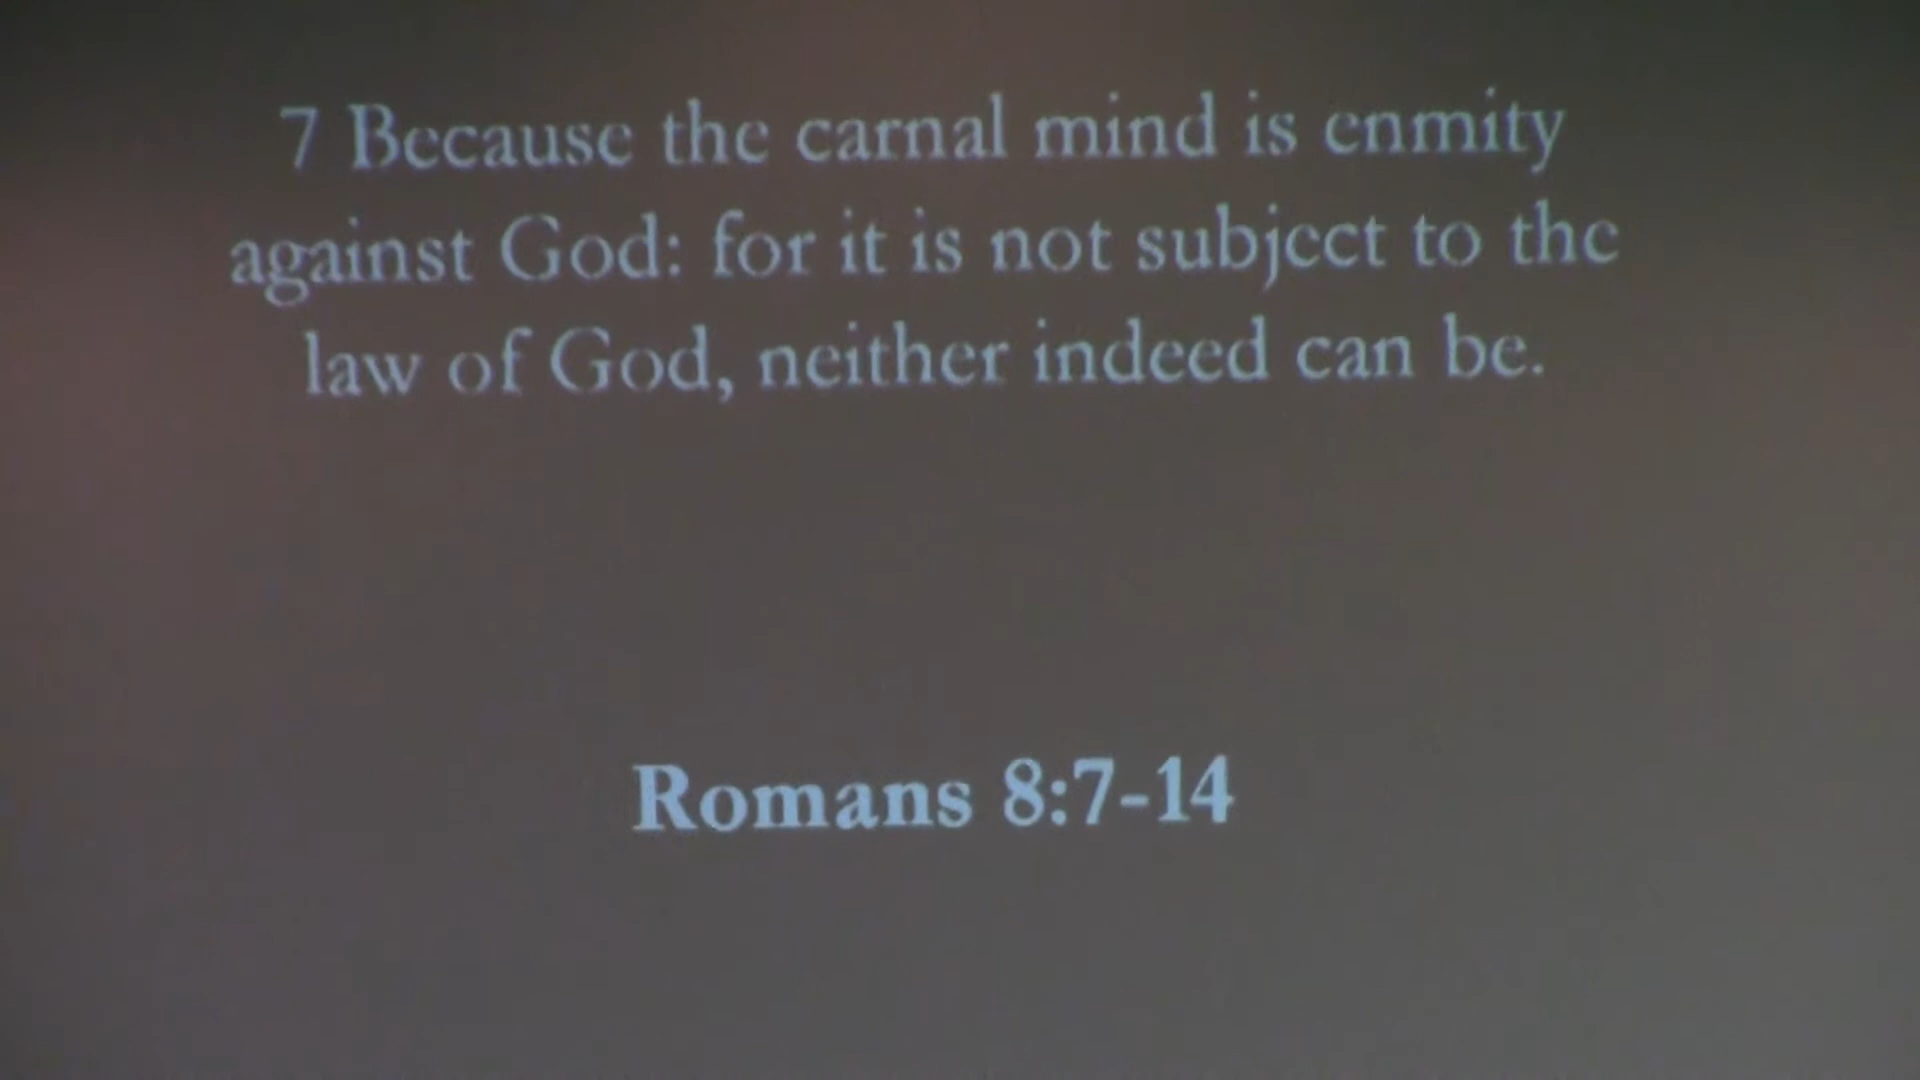 7 Because the carnal mind is enmity
against God: for it is not subject to the
law of God, neither indeed can be.
Romans 8:7-14